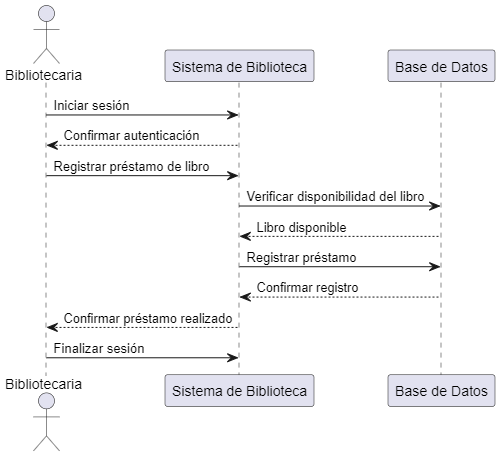 Bibliotecaria
Sistema de Biblioteca
Base de Datos
Iniciar sesión
Confirmar autenticación
Registrar préstamo de libro
Verificar disponibilidad del libro
Libro disponible
Registrar préstamo
Confirmar registro
Confirmar préstamo realizado
Finalizar sesión
Bibliotecaria
Sistema de Biblioteca
Base de Datos